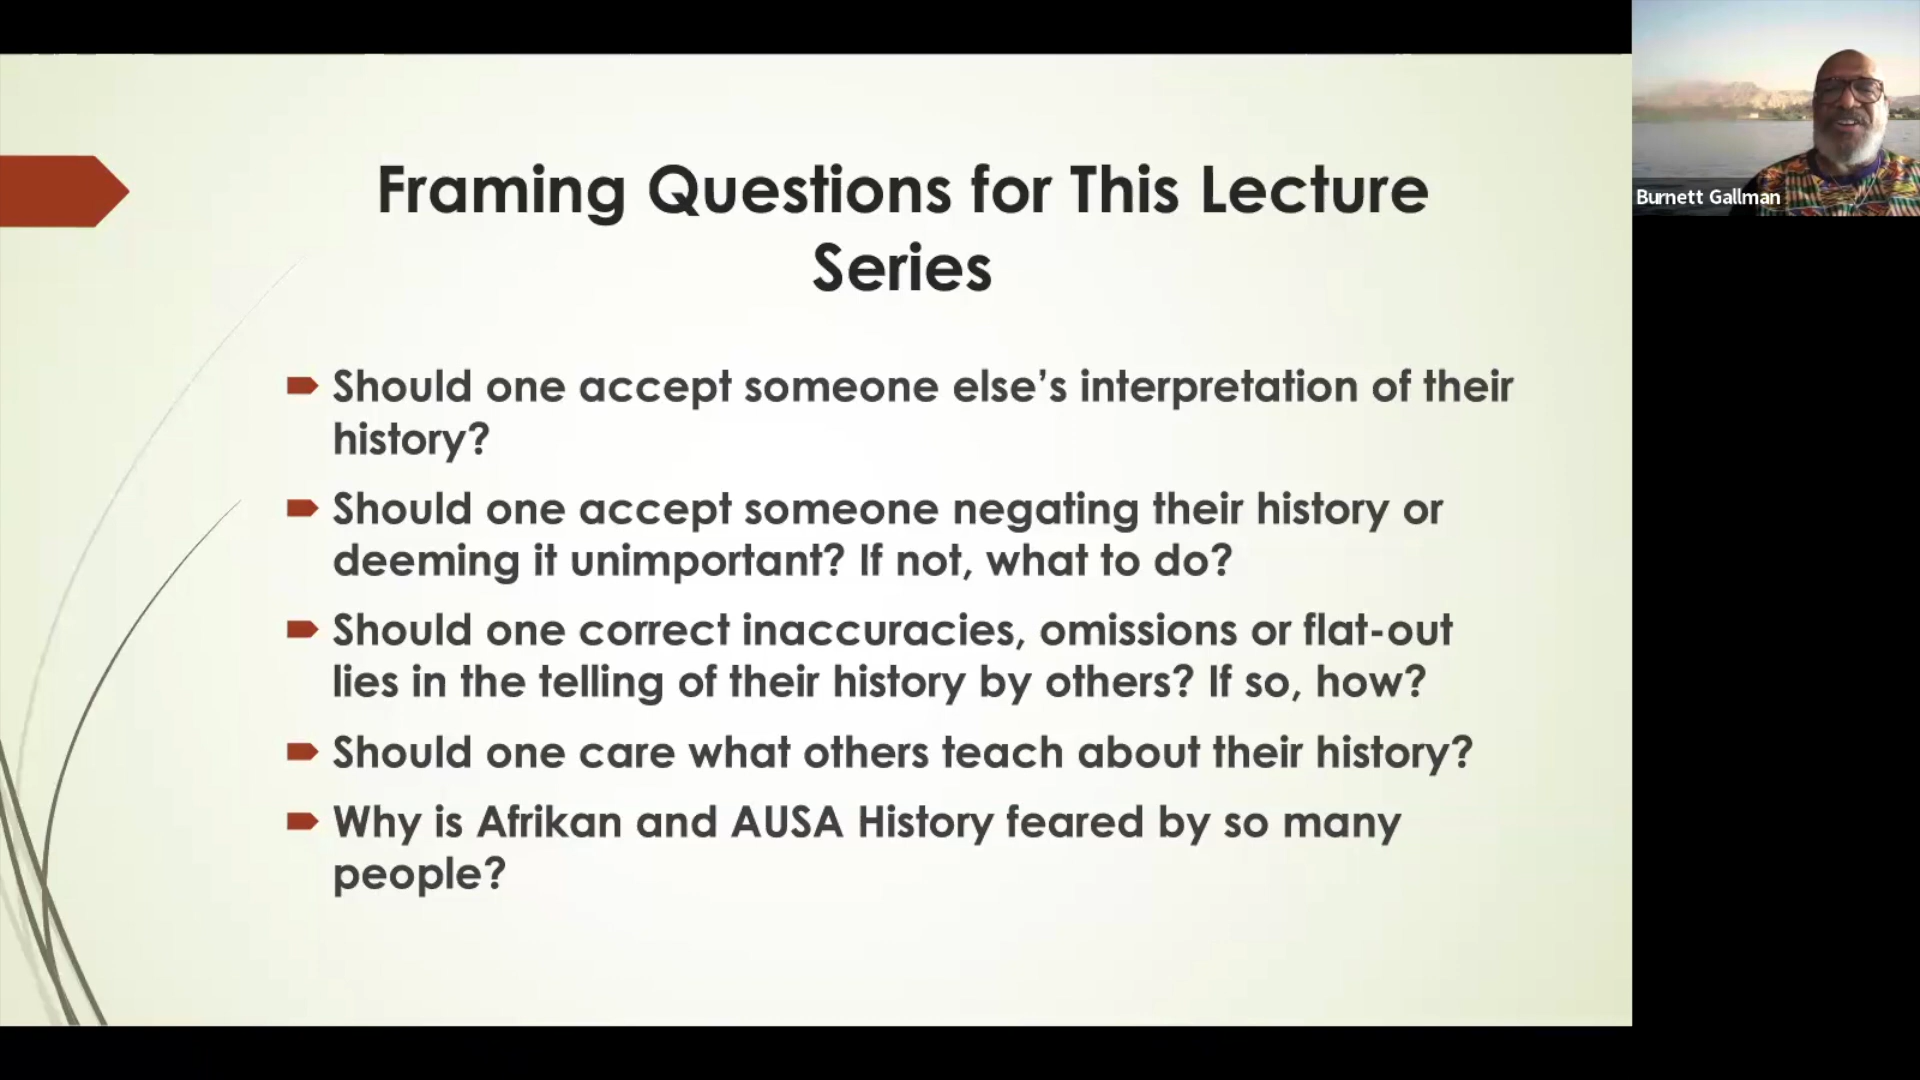 Framing Questions for This Lecture
Series
Should one accept someone else’s interpretation of their
history?
Should one accept someone negating their history or
deeming it unimportant? If not, what to do?
Should one correct inaccuracies, omissions or flat-out
lies in the telling of their history by others? If so, how?
Should one care what others teach about their history?
Why is Afrikan and AUSA History feared by so many
people?
Burnett Gallman